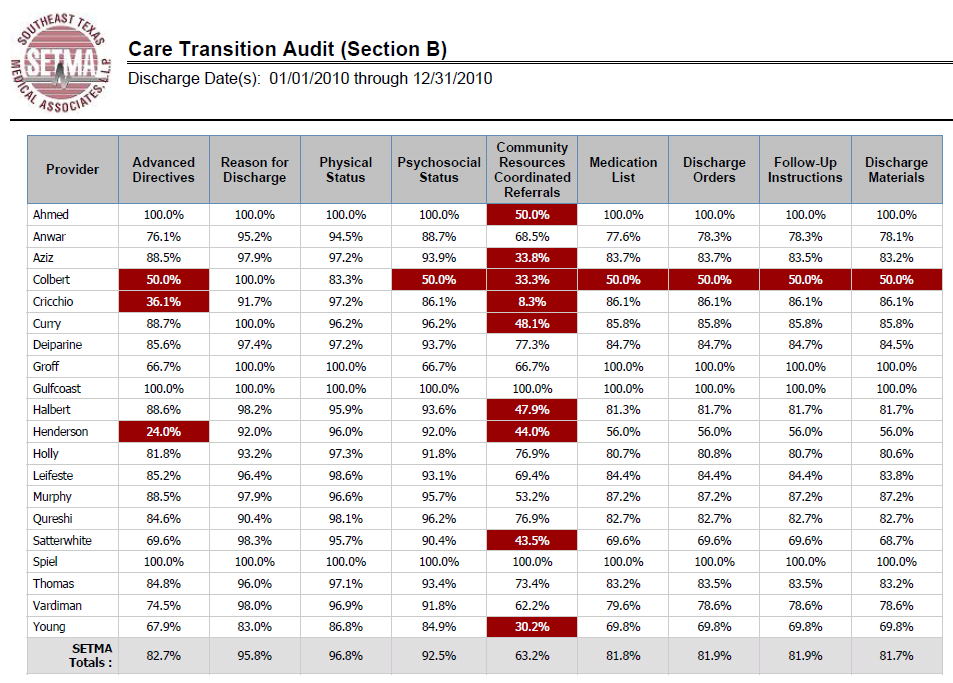 SOUTHEAST TEXAS
SETMA
MEDICAL ASSOCIATES, L.L.P.
Care Transition Audit (Section B)
Discharge Date(s): 01/01/2010 through 12/31/2010
Provider Advanced Directives Reason for Discharge Physical Status Psychosocial Status Community Resources Coordinated Referrals Medication List Discharge Orders Follow-Up Instructions Discharge Materials
Ahmed 100.0% 100.0% 100.0% 100.0% 50.0% 100.0% 100.0% 100.0% 100.0%
Anwar 76.1% 95.2% 94.5% 88.7% 68.5% 77.6% 78.3% 78.3% 78.1%
Aziz 88.5% 97.9% 97.2% 93.9% 33.8% 83.7% 83.7% 83.5% 83.2%
Colbert 50.0% 100.0% 83.3% 50.0% 33.3% 50.0% 50.0% 50.0% 50.0%
Cricchio 36.1% 91.7% 97.2% 86.1% 8.3% 86.1% 86.1% 86.1% 86.1%
Curry 88.7% 100.0% 96.2% 96.2% 48.1% 85.8% 85.8% 85.8% 85.8%
Deiparine 85.6% 97.4% 97.2% 93.7% 77.3% 84.7% 84.7% 84.7% 84.5%
Groff 66.7% 100.0% 100.0% 66.7% 66.7% 100.0% 100.0% 100.0% 100.0%
Gulfcoast 100.0% 100.0% 100.0% 100.0% 100.0% 100.0% 100.0% 100.0% 100.0%
Halbert 88.6% 98.2% 95.9% 93.6% 47.9% 81.3% 81.7% 81.7% 81.7%
Henderson 24.0% 92.0% 96.0% 92.0% 44.0% 56.0% 56.0% 56.0% 56.0%
Holly 81.8% 93.2% 97.3% 91.8% 76.9% 80.7% 80.8% 80.7% 80.6%
Leifeste 85.2% 96.4% 98.6% 93.1% 69.4% 84.4% 84.4% 84.4% 83.8%
Murphy 88.5% 97.9% 96.6% 95.7% 53.2% 87.2% 87.2% 87.2% 87.2%
Qureshi 84.6% 90.4% 98.1% 96.2% 76.9% 82.7% 82.7% 82.7% 82.7%
Satterwhite 69.6% 98.3% 95.7% 90.4% 43.5% 69.6% 69.6% 69.6% 68.7%
Spiel 100.0% 100.0% 100.0% 100.0% 100.0% 100.0% 100.0% 100.0% 100.0%
Thomas 84.8% 96.0% 97.1% 93.4% 73.4% 83.2% 83.5% 83.5% 83.2%
Vardiman 74.5% 98.0% 96.9% 91.8% 62.2% 79.6% 78.6% 78.6% 78.6%
Young 67.9% 83.0% 86.8% 84.9% 30.2% 69.8% 69.8% 69.8% 69.8%
SETMA Totals : 82.7% 95.8% 96.8% 92.5% 63.2% 81.8% 81.9% 81.9% 81.7%